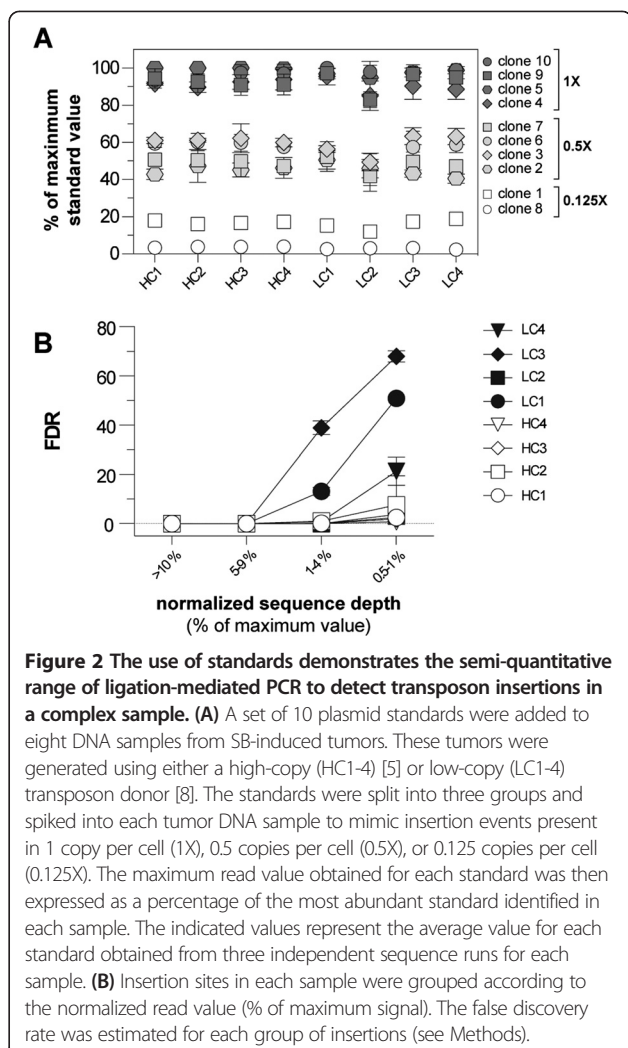 A
% of maxinmum
standard value
100
80
60
40
20
0
HC1
HC2
HC3
HC4
LC1
LC2
LC3
LC4
clone 10
clone 9
clone 5
clone 4
1X
clone 7
clone 6
clone 3
clone 2
0.5X
clone 1
clone 8
0.125X
B
FDR
80
60
40
20
0
>10%
5-9%
1-4%
0.5-1%
normalized sequence depth
(% of maximum value)
LC4
LC3
LC2
LC1
HC4
HC3
HC2
HC1
Figure 2 The use of standards demonstrates the semi-quantitative
range of ligation-mediated PCR to detect transposon insertions in
a complex sample. (A) A set of 10 plasmid standards were added to
eight DNA samples from SB-induced tumors. These tumors were
generated using either a high-copy (HC1-4) [5] or low-copy (LC1-4)
transposon donor [8]. The standards were split into three groups and
spiked into each tumor DNA sample to mimic insertion events present
in 1 copy per cell (1X), 0.5 copies per cell (0.5X), or 0.125 copies per cell
(0.125X). The maximum read value obtained for each standard was then
expressed as a percentage of the most abundant standard identified in
each sample. The indicated values represent the average value for each
standard obtained from three independent sequence runs for each
sample. (B) Insertion sites in each sample were grouped according to
the normalized read value (% of maximum signal). The false discovery
rate was estimated for each group of insertions (see Methods).